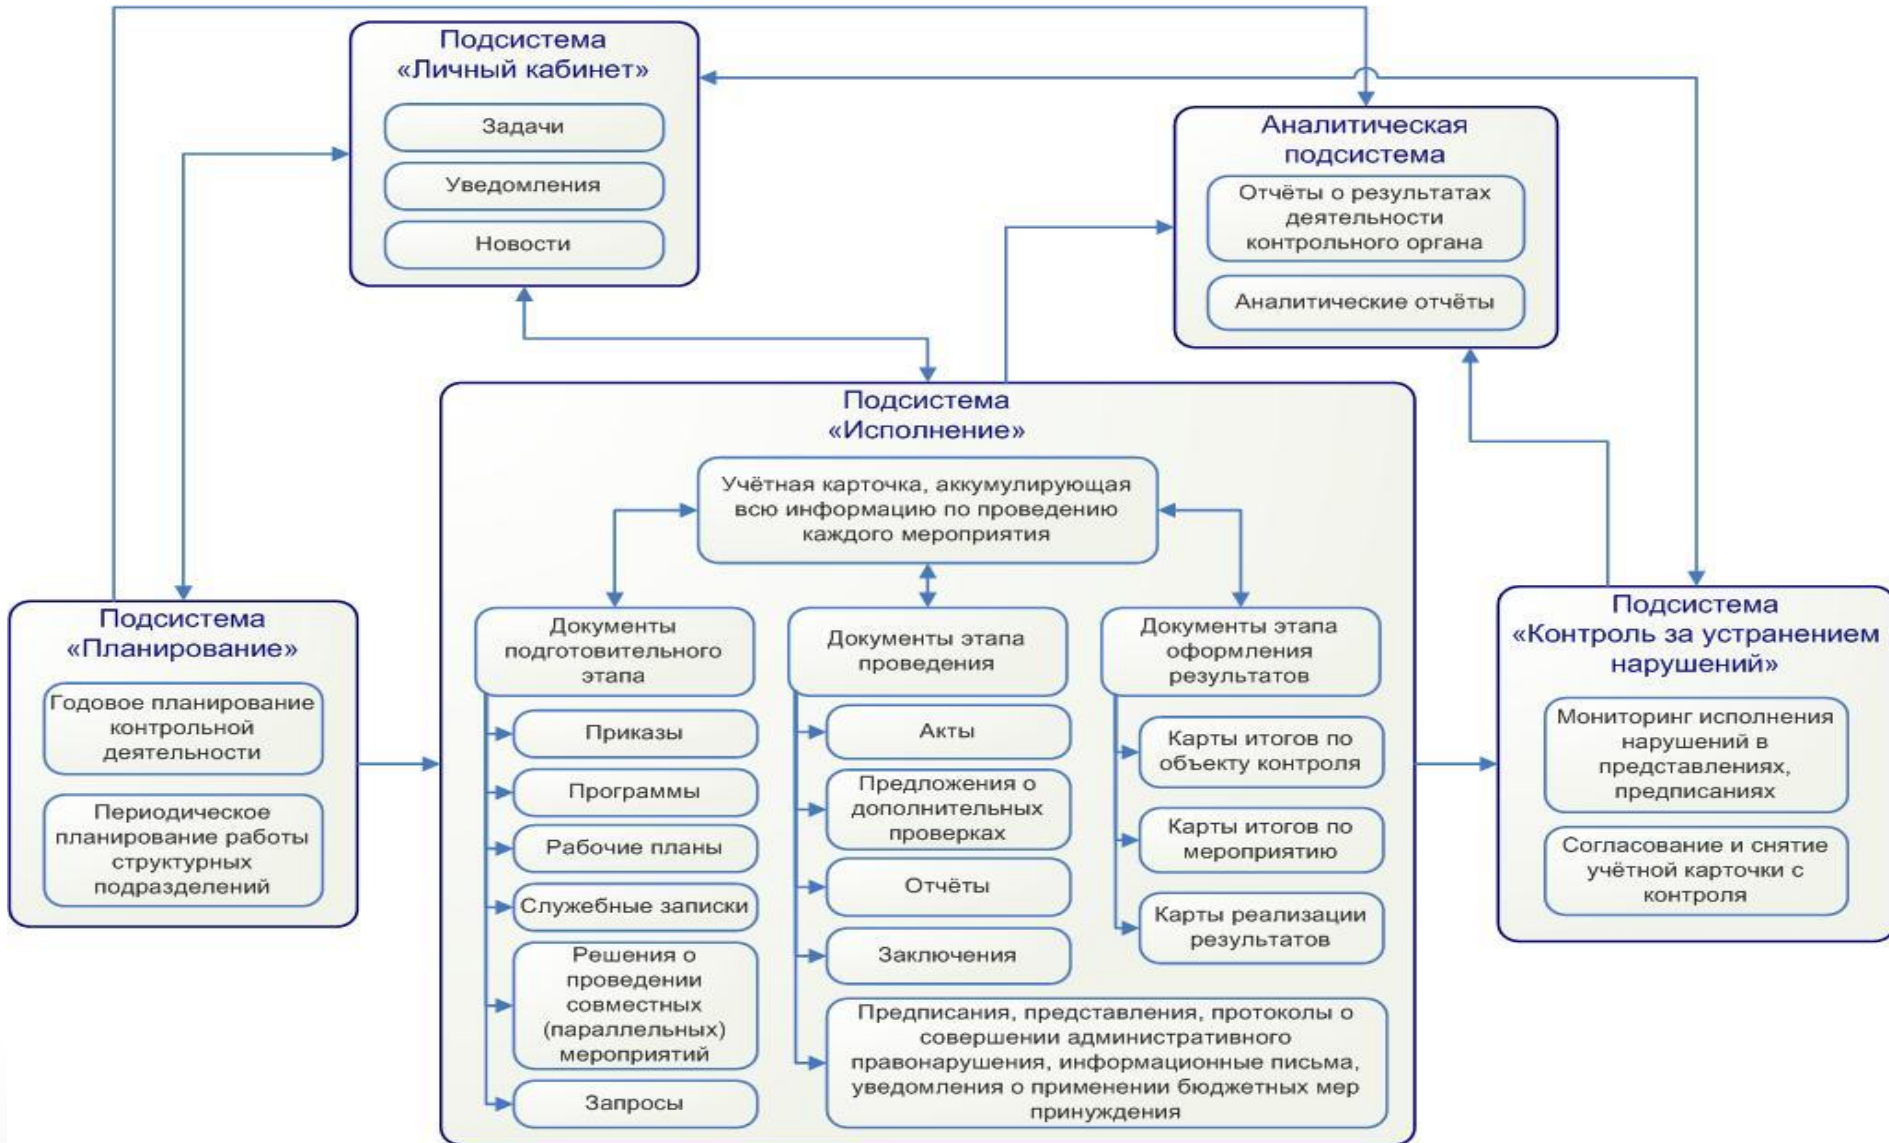 Подсистема
«Личный кабинет»
Задачи
Уведомления
Новости
Аналитическая
подсистема
Отчёты о результатах
деятельности
контрольного органа
Аналитические отчёты
Подсистема
«Исполнение»
Учётная карточка, аккумулирующая
всю информацию по проведению
каждого мероприятия
Подсистема
«Планирование»
Годовое планирование
контрольной
деятельности
Периодическое
планирование работы
структурных
подразделений
Документы
подготовительного
этапа
Приказы
Программы
Рабочие планы
Служебные записки
Решения о
проведении
совместных
(параллельных)
мероприятий
Запросы
Документы этапа
проведения
Акты
Предложения о
дополнительных
проверках
Отчёты
Заключения
Предписания, представления, протоколы о
совершении административного
правонарушения, информационные письма,
уведомления о применении бюджетных мер
принуждения
Документы этапа
оформления
результатов
Карты итогов по
объекту контроля
Карты итогов по
мероприятию
Карты реализации
результатов
Подсистема
«Контроль за устранением
нарушений»
Мониторинг исполнения
нарушений в
представлениях,
предписаниях
Согласование и снятие
учётной карточки с
контроля